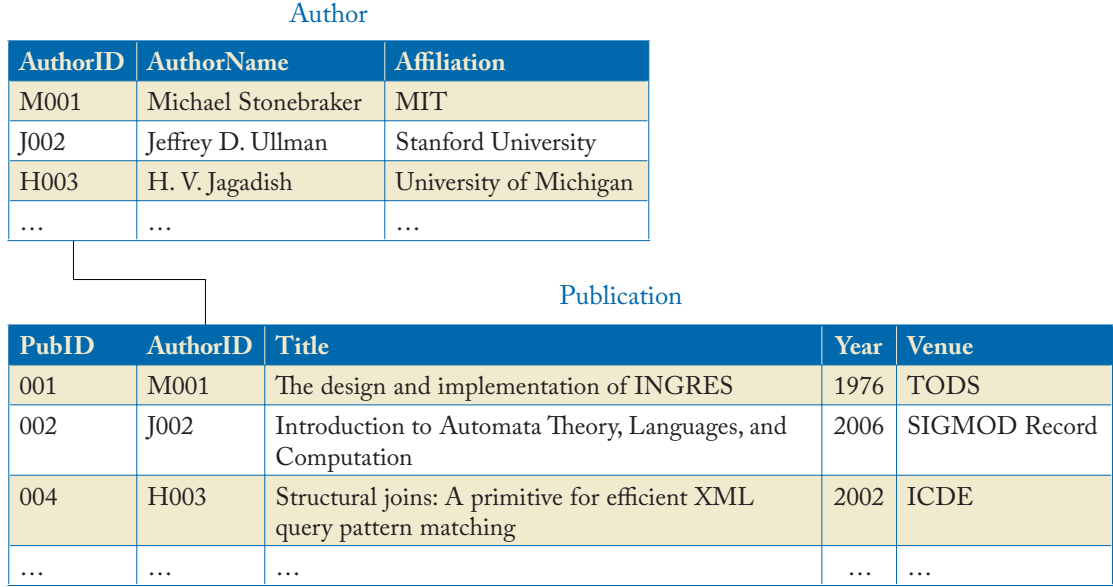 Author
AuthorID AuthorName Affiliation
M001 Michael Stonebraker MIT
J002 Jeffrey D. Ullman Stanford University
H003 H. V. Jagadish University of Michigan
… … …
Publication
PubID AuthorID Title Year Venue
001 M001 The design and implementation of INGRES 1976 TODS
002 J002 Introduction to Automata Theory, Languages, and 2006 SIGMOD Record
Computation
004 H003 Structural joins: A primitive for efficient XML 2002 ICDE
query pattern matching
… … … … …